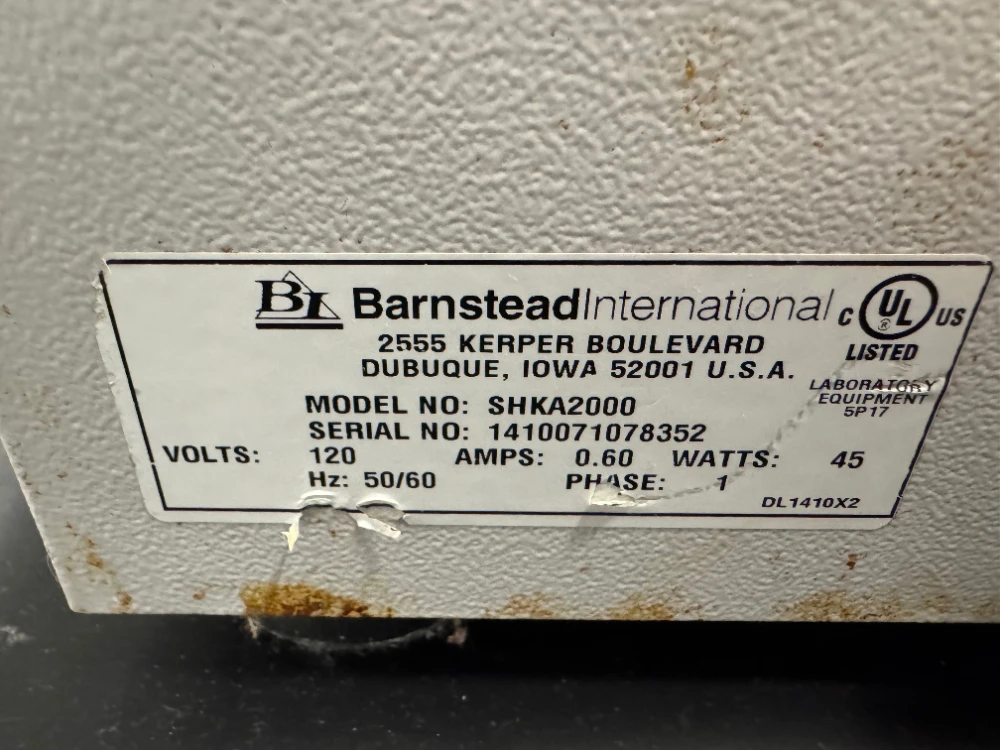 BI BarnsteadInternational
2555 KERPER BOULEVARD
DUBUQUE, IOWA 52001 U.S.A.
C UL ® US
LISTED
LABORATORY
EQUIPMENT
5P17
MODEL NO: SHKA2000
SERIAL NO: 1410071078352
VOLTS: 120 AMPS: 0.60 WATTS: 45
Hz: 50/60 PHASE: 1
DL1410X2